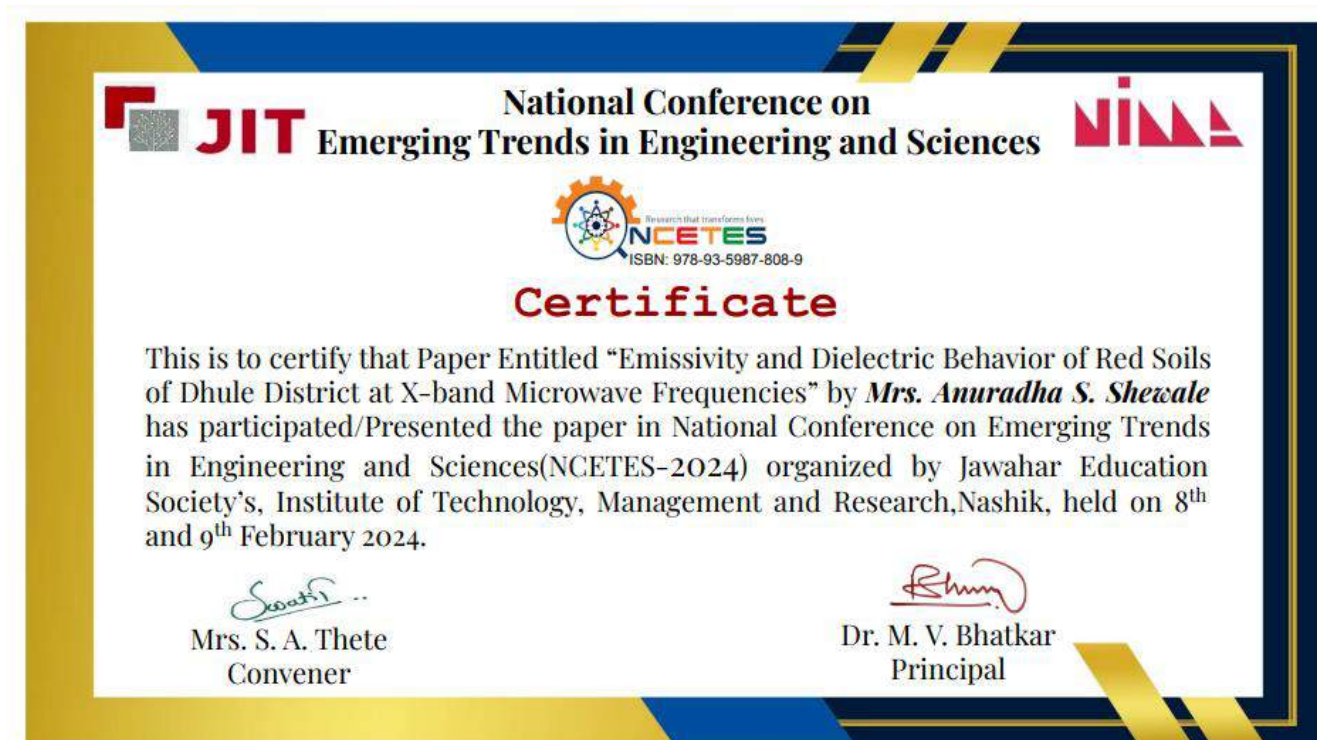 JIT
National Conference on
Emerging Trends in Engineering and Sciences
NIMA
Research that transforms lives
NCETES
ISBN: 978-93-5987-808-9
Certificate
This is to certify that Paper Entitled “Emissivity and Dielectric Behavior of Red Soils
of Dhule District at X-band Microwave Frequencies” by Mrs. Anuradha S. Shewale
has participated/Presented the paper in National Conference on Emerging Trends
in Engineering and Sciences(NCETES-2024) organized by Jawahar Education
Society’s, Institute of Technology, Management and Research,Nashik, held on 8th
and 9th February 2024.
Swati
Mrs. S. A. Thete
Convener
Dr. M. V. Bhatkar
Principal